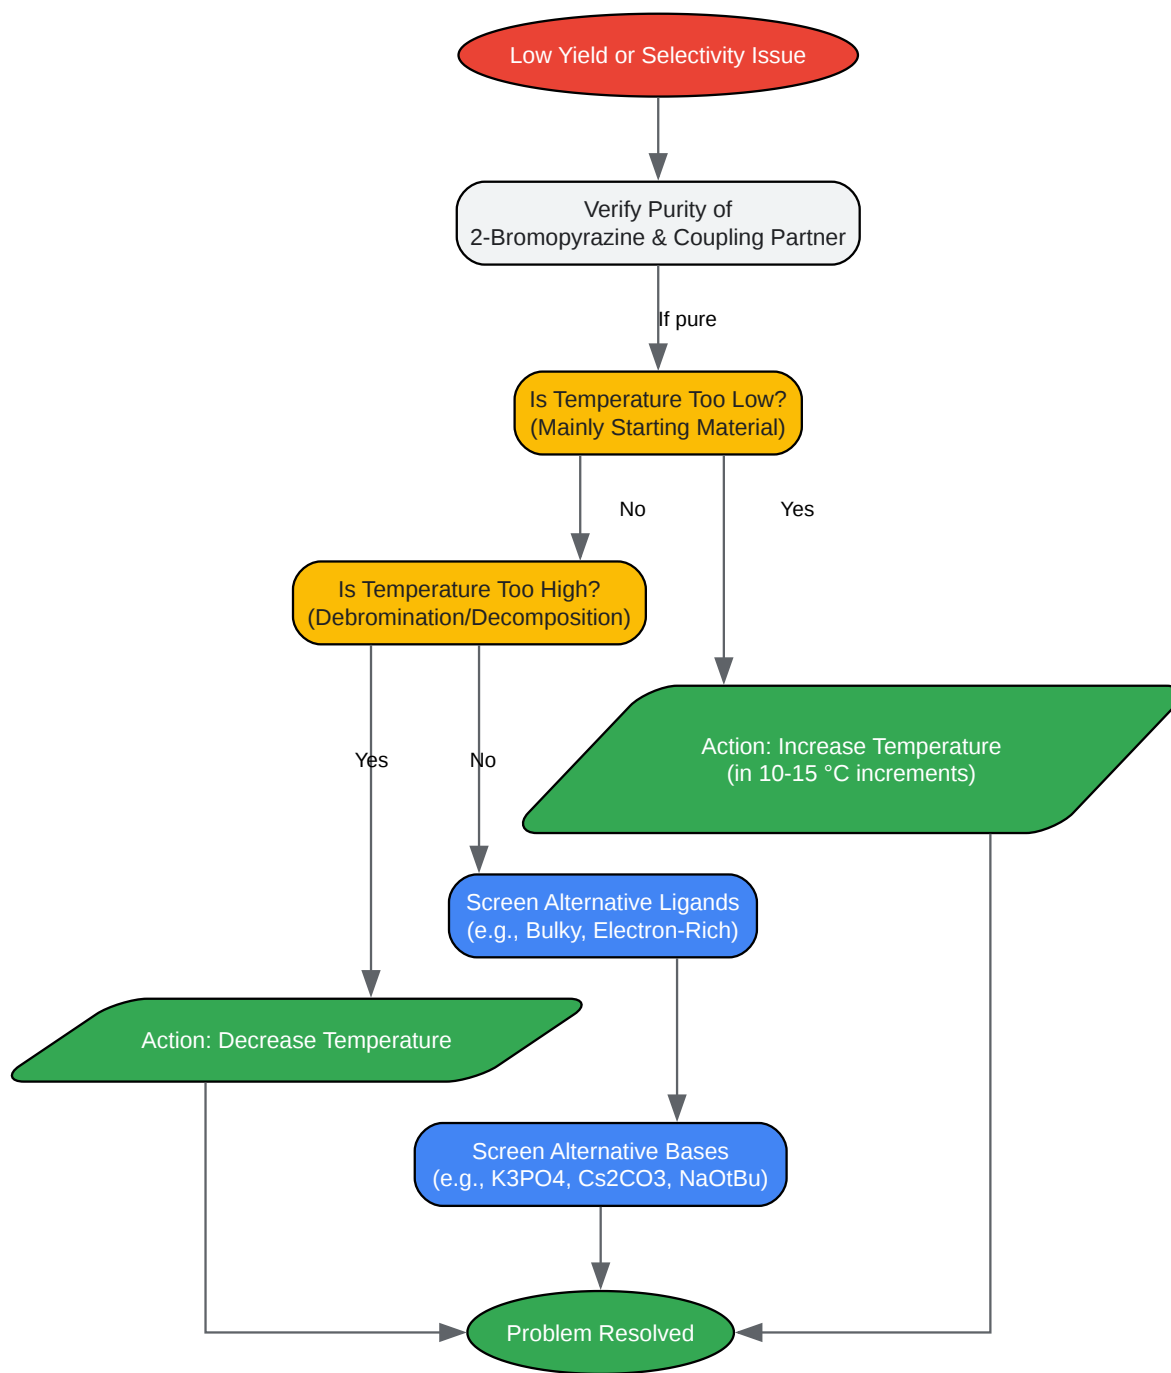 Low Yield or Selectivity Issue
Verify Purity of
2-Bromopyrazine & Coupling Partner
If pure
Is Temperature Too Low?
(Mainly Starting Material)
No
Yes
Is Temperature Too High?
(Debromination/Decomposition)
Action: Increase Temperature
(in 10-15 °C increments)
Yes
No
Screen Alternative Ligands
(e.g., Bulky, Electron-Rich)
Action: Decrease Temperature
Screen Alternative Bases
(e.g., K3PO4, Cs2CO3, NaOtBu)
Problem Resolved